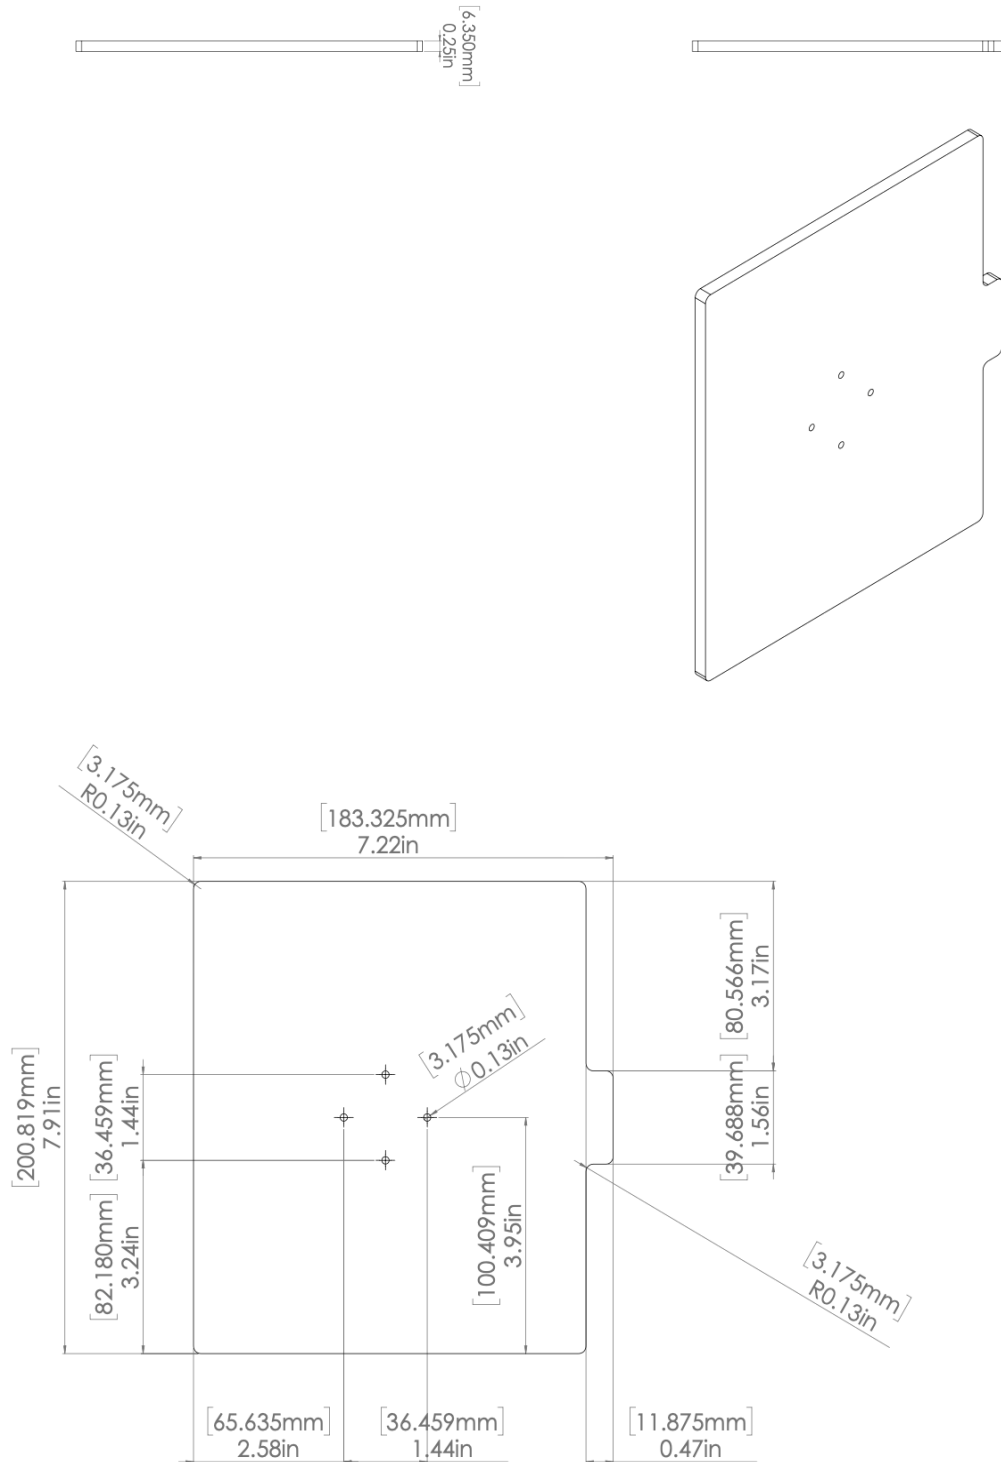 [6.350mm]
0.25in
[3.175mm]
R0.13in
[183.325mm]
7.22in
[80.566mm]
3.17in
[3.175mm]
∅0.13in
[200.819mm]
7.91in
[36.459mm]
1.44in
[39.688mm]
1.56in
[82.180mm]
3.24in
[100.409mm]
3.95in
[3.175mm]
R0.13in
[65.635mm]
2.58in
[36.459mm]
1.44in
[11.875mm]
0.47in